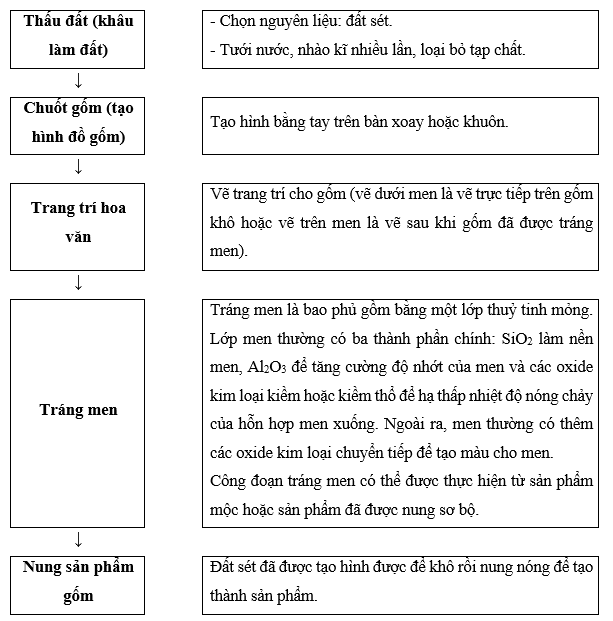 Thấu đất (khâu
làm đất)
- Chọn nguyên liệu: đất sét.
- Tưới nước, nhào kĩ nhiều lần, loại bỏ tạp chất.
↓
Chuốt gốm (tạo
hình đồ gốm)
Tạo hình bằng tay trên bàn xoay hoặc khuôn.
↓
Trang trí hoa
văn
Vẽ trang trí cho gốm (vẽ dưới men là vẽ trực tiếp trên gốm
khô hoặc vẽ trên men là vẽ sau khi gốm đã được tráng
men).
↓
Tráng men
Tráng men là bao phủ gồm bằng một lớp thuỷ tinh mỏng.
Lớp men thường có ba thành phần chính: SiO₂ làm nền
men, Al₂O₃ để tăng cường độ nhớt của men và các oxide
kim loại kiềm hoặc kiềm thổ để hạ thấp nhiệt độ nóng chảy
của hỗn hợp men xuống. Ngoài ra, men thường có thêm
các oxide kim loại chuyển tiếp để tạo màu cho men.
Công đoạn tráng men có thể được thực hiện từ sản phẩm
mộc hoặc sản phẩm đã được nung sơ bộ.
↓
Nung sản phẩm
gốm
Đất sét đã được tạo hình được để khô rồi nung nóng để tạo
thành sản phẩm.